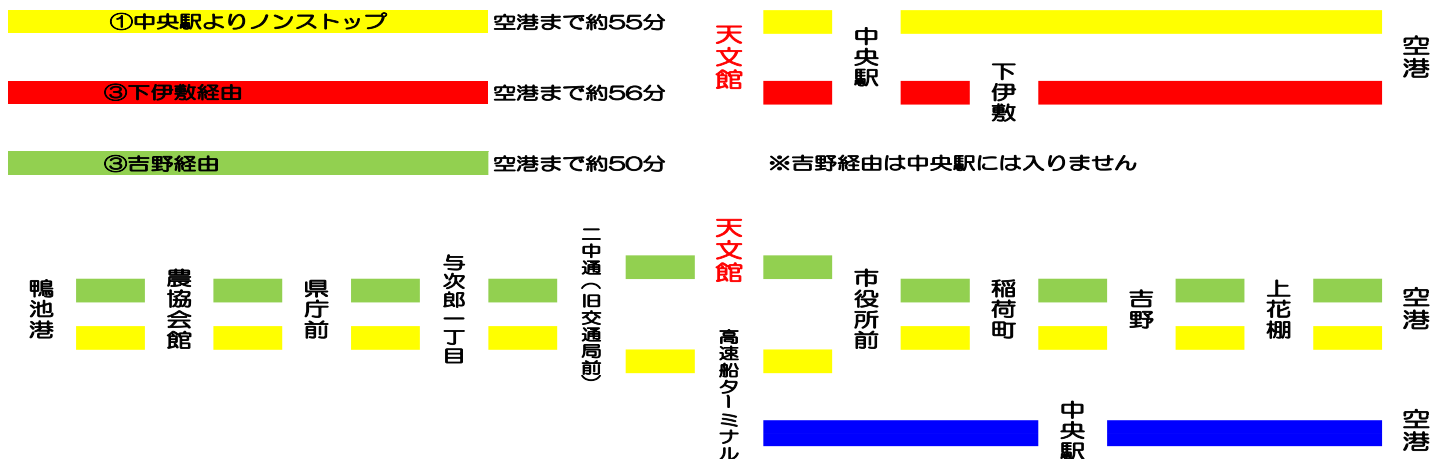 ①中央駅よりノンストップ 空港まで約55分
天文館 中央駅 空港
③下伊敷経由 空港まで約56分
下伊敷
③吉野経由 空港まで約50分
※吉野経由は中央駅には入りません
鴨池港
農協会館
県庁前
与次郎一丁目
二中通(旧交通局前)
天文館
高速船ターミナル
市役所前
稲荷町
吉野
上花棚
空港
中央駅
空港